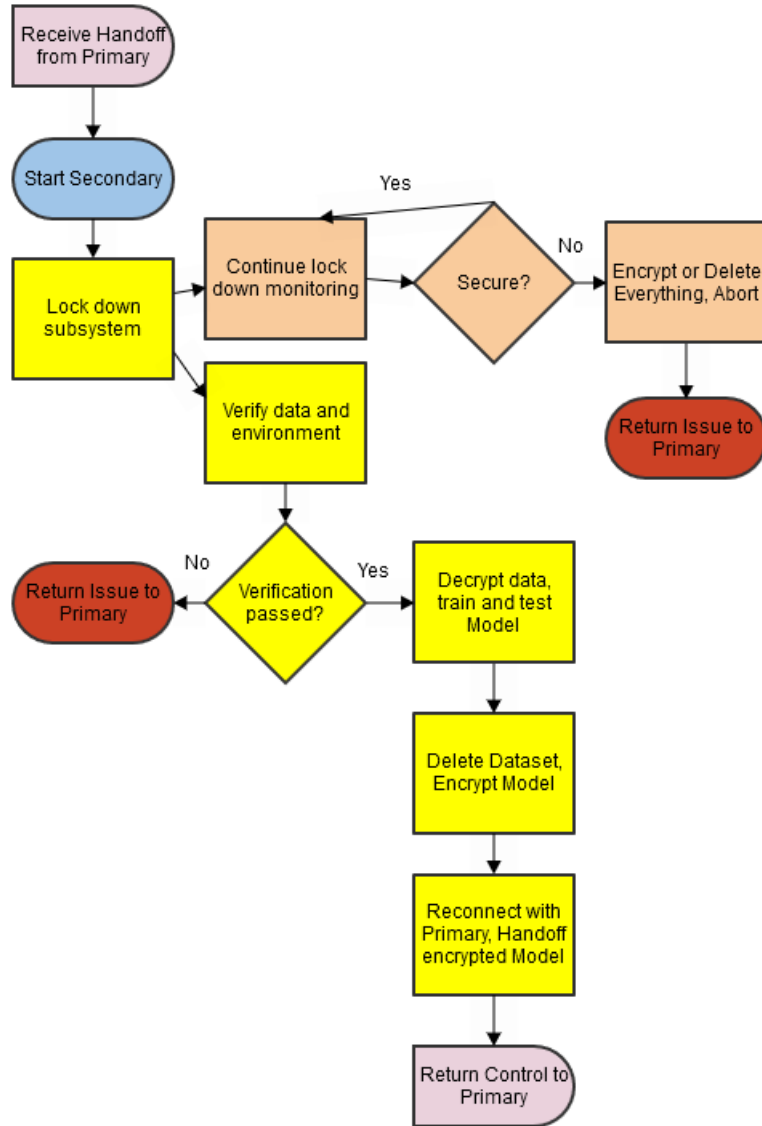 Receive Handoff
from Primary
Start Secondary
Lock down
subsystem
Continue lock
down monitoring
Yes
Secure?
No
Encrypt or Delete
Everything, Abort
Return Issue to
Primary
Verify data and
environment
Verification
passed?
No
Return Issue to
Primary
Yes
Decrypt data,
train and test
Model
Delete Dataset,
Encrypt Model
Reconnect with
Primary, Handoff
encrypted Model
Return Control to
Primary